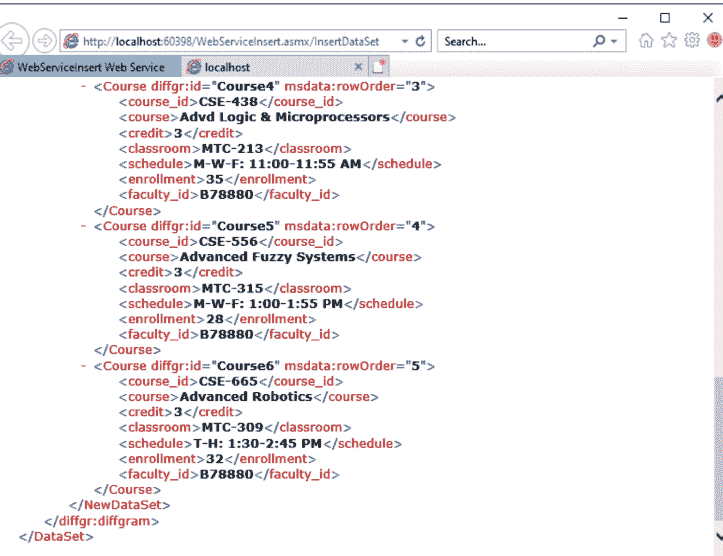 http://localhost:60398/WebServiceInsert.asmx/InsertDataSet Search...
WebServiceInsert Web Service localhost
- <Course diffgr:id="Course4" msdata:rowOrder="3">
<course_id>CSE-438</course_id>
<course>Advd Logic & Microprocessors</course>
<credit>3</credit>
<classroom>MTC-213</classroom>
<schedule>M-W-F: 11:00-11:55 AM</schedule>
<enrollment>35</enrollment>
<faculty_id>B78880</faculty_id>
</Course>
- <Course diffgr:id="Course5" msdata:rowOrder="4">
<course_id>CSE-556</course_id>
<course>Advanced Fuzzy Systems</course>
<credit>3</credit>
<classroom>MTC-315</classroom>
<schedule>M-W-F: 1:00-1:55 PM</schedule>
<enrollment>28</enrollment>
<faculty_id>B78880</faculty_id>
</Course>
- <Course diffgr:id="Course6" msdata:rowOrder="5">
<course_id>CSE-665</course_id>
<course>Advanced Robotics</course>
<credit>3</credit>
<classroom>MTC-309</classroom>
<schedule>T-H: 1:30-2:45 PM</schedule>
<enrollment>32</enrollment>
<faculty_id>B78880</faculty_id>
</Course>
</NewDataSet>
</diffgr:diffgram>
</DataSet>